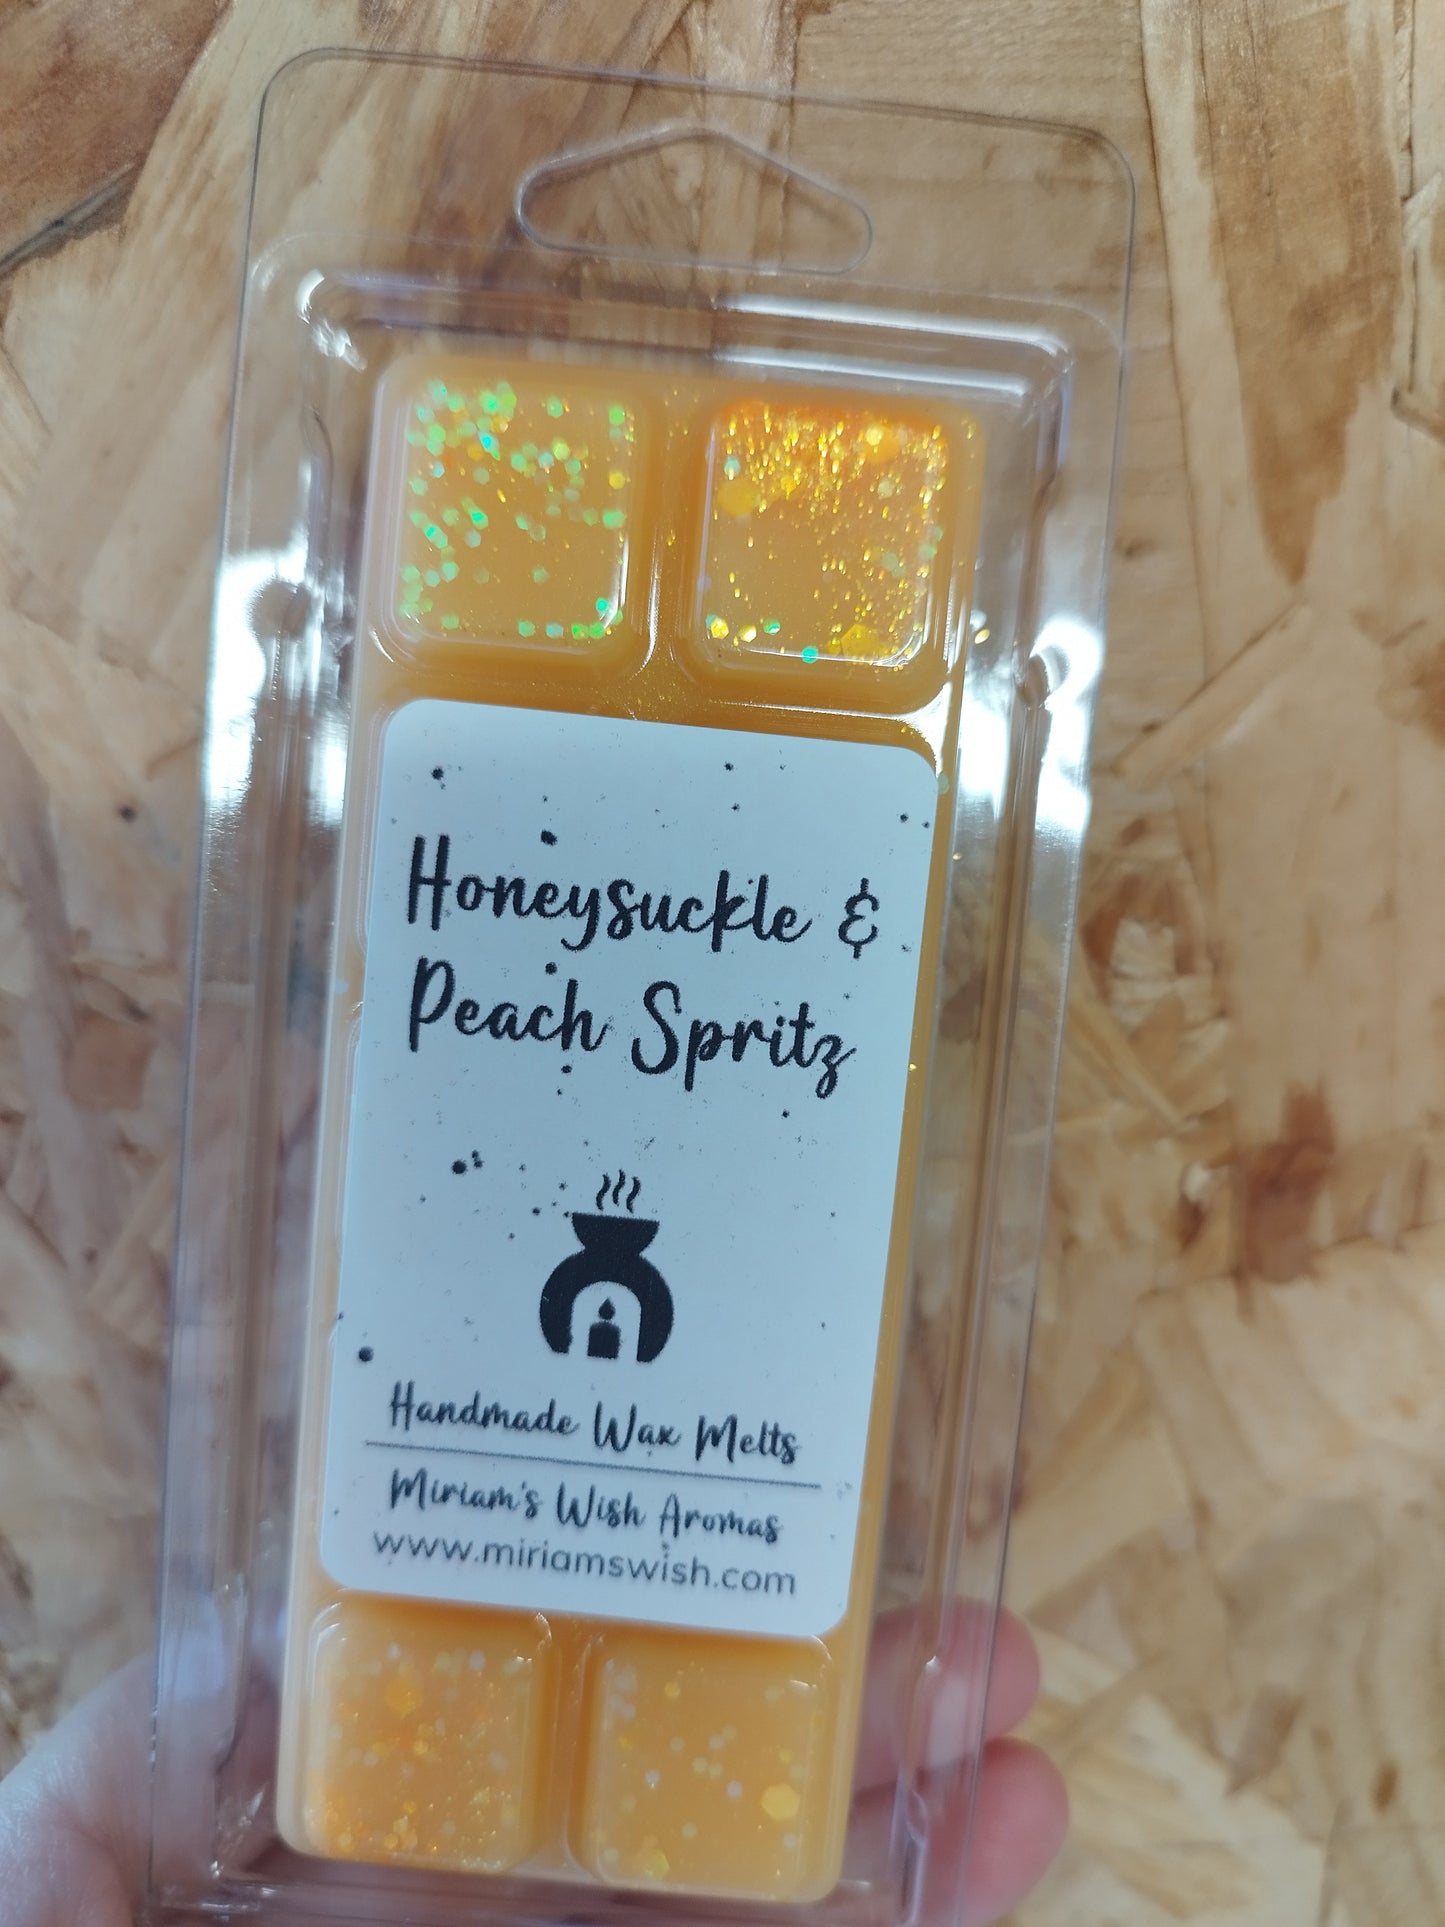 Honeysuckle &
Peach Spritz
Handmade Wax Melts
Miriam's Wish Aromas
www.miriamswish.com